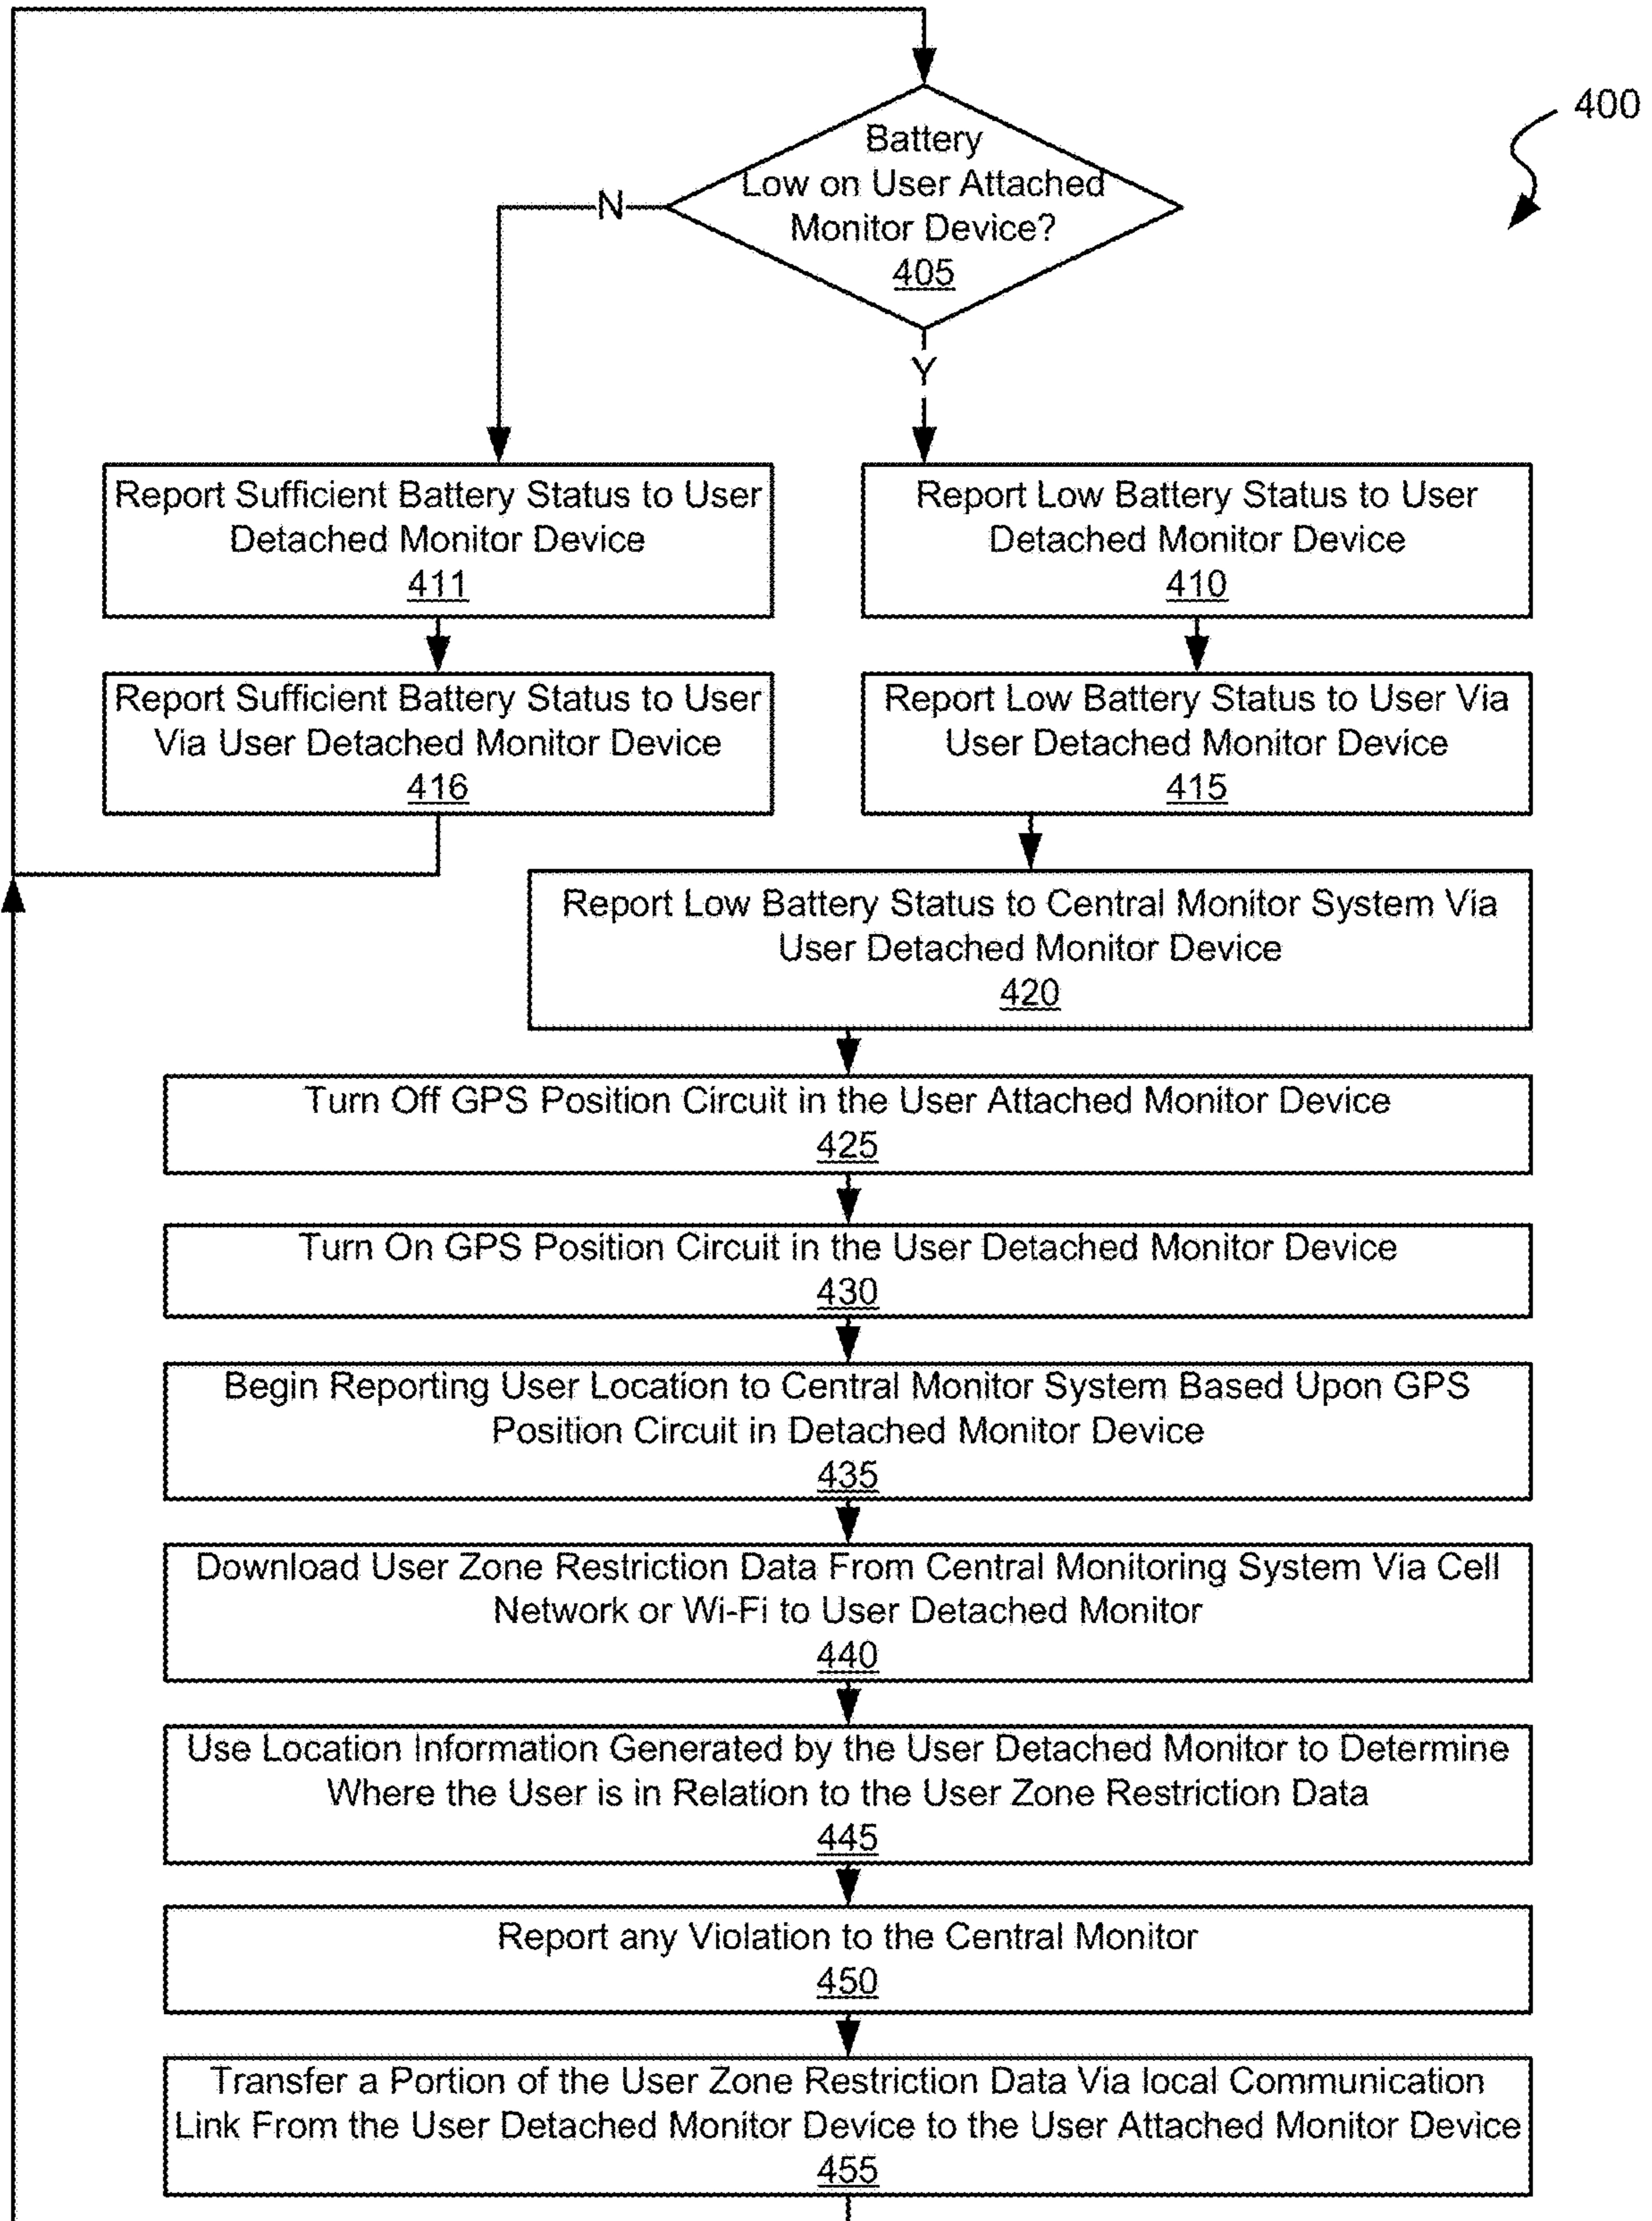 400
Battery
Low on User Attached
Monitor Device?
405
N
Y
Report Sufficient Battery Status to User
Detached Monitor Device
411
Report Low Battery Status to User
Detached Monitor Device
410
Report Sufficient Battery Status to User
Via User Detached Monitor Device
416
Report Low Battery Status to User Via
User Detached Monitor Device
415
Report Low Battery Status to Central Monitor System Via
User Detached Monitor Device
420
Turn Off GPS Position Circuit in the User Attached Monitor Device
425
Turn On GPS Position Circuit in the User Detached Monitor Device
430
Begin Reporting User Location to Central Monitor System Based Upon GPS
Position Circuit in Detached Monitor Device
435
Download User Zone Restriction Data From Central Monitoring System Via Cell
Network or Wi-Fi to User Detached Monitor
440
Use Location Information Generated by the User Detached Monitor to Determine
Where the User is in Relation to the User Zone Restriction Data
445
Report any Violation to the Central Monitor
450
Transfer a Portion of the User Zone Restriction Data Via local Communication
Link From the User Detached Monitor Device to the User Attached Monitor Device
455